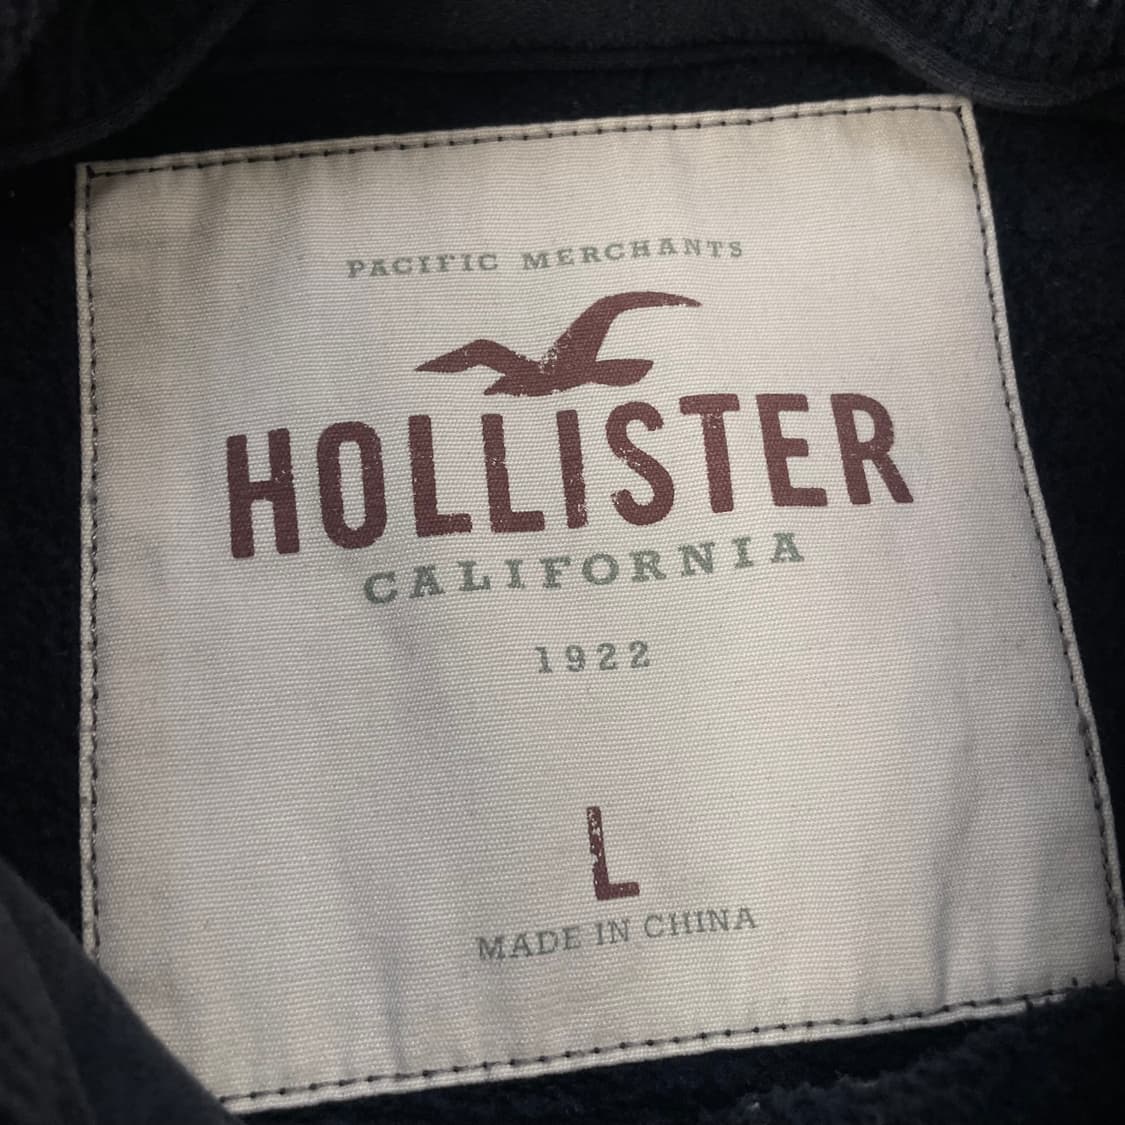 PACIFIC MERCHANTS
HOLLISTER
CALIFORNIA
1922
L
MADE IN CHINA